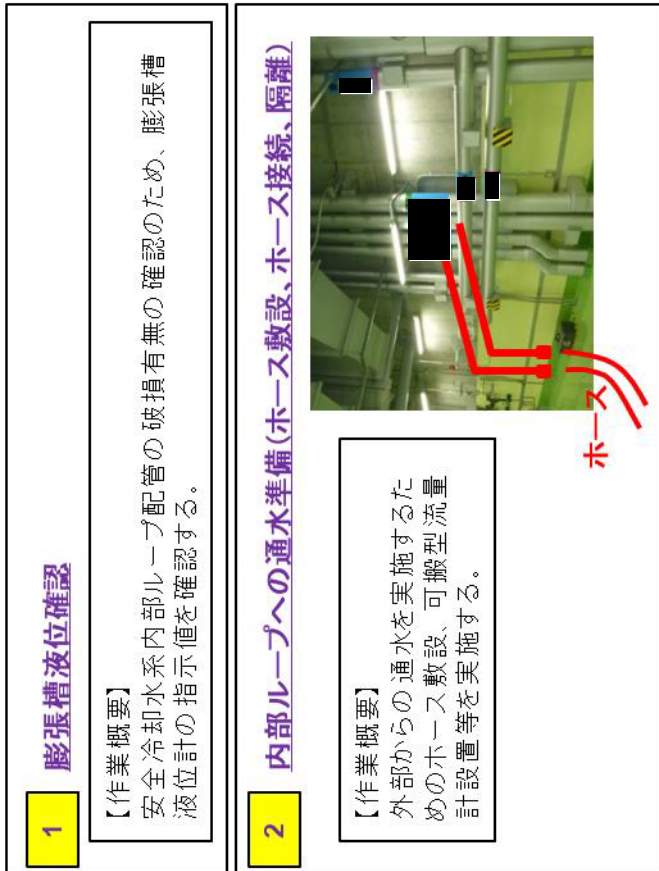 1
膨張槽液位確認
【作業概要】
安全冷却水系内部ループ配管の破損有無の確認のため、膨張槽
液位計の指示値を確認する。
2
内部ループへの通水準備(ホース敷設、ホース接続、隔離)
【作業概要】
外部からの通水を実施するた
めのホース敷設、可搬型流量
計設置等を実施する。
ホース